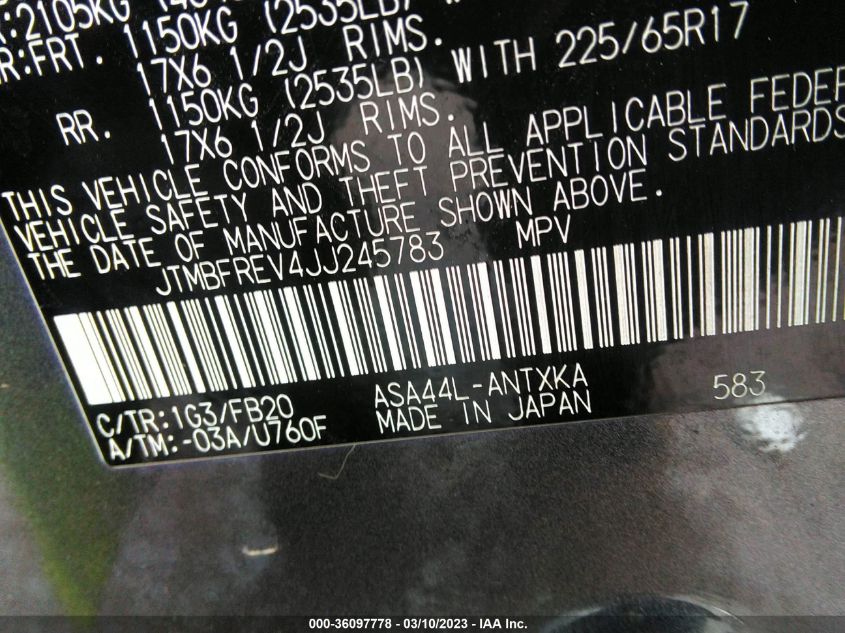 :2105KG
R:FRT. 1150KG (2535LB)
17X6 1/2J RIMS. WITH 225/65R17
RR. 1150KG (2535LB)
17X6 1/2J RIMS.
THIS VEHICLE CONFORMS TO ALL APPLICABLE FEDER
VEHICLE SAFETY AND THEFT PREVENTION STANDARDS
THE DATE OF MANUFACTURE SHOWN ABOVE.
JTMBFREV4JJ245783 MPV
ASA44L-ANTXKA 583
C/TR:1G3/FB20 MADE IN JAPAN
A/TM:-03A/U760F
000-36097778 - 03/10/2023 - IAA Inc.